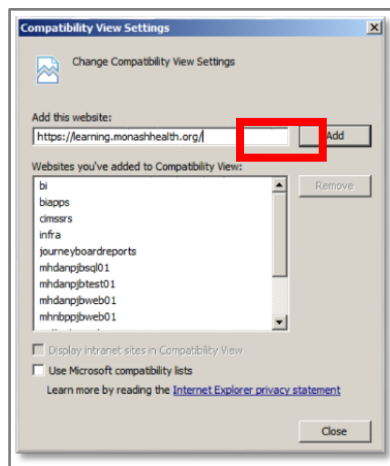 Compatibility View Settings
Change Compatibility View Settings
Add this website:
https://learning.monashhealth.org/
Add
Websites you've added to Compatibility View:
bi
biapps
cimssrs
infra
journeyboardreports
mhdanpjbsql01
mhdanpjbtest01
mhdanpjbweb01
mhnbppjbweb01
Remove
Display intranet sites in Compatibility View
Use Microsoft compatibility lists
Learn more by reading the Internet Explorer privacy statement
Close